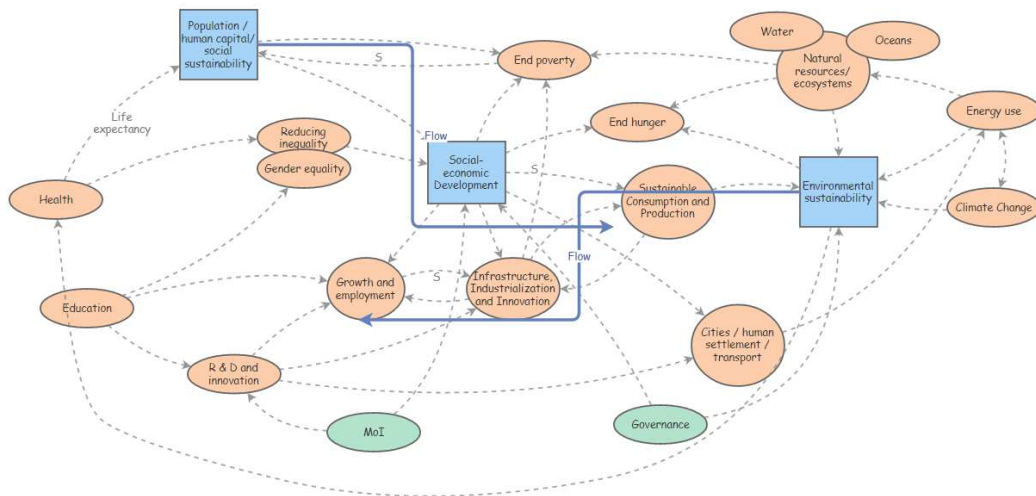 Population /
human capital/
social
sustainability
S
End poverty
Water
Oceans
Natural
resources/
ecosystems
Life
expectancy
Energy use
End hunger
Reducing
inequality
Flow
Gender equality
Social-
economic
Development
S
Sustainable
Consumption and
Production
Environmental
sustainability
Health
Climate Change
Flow
S
Growth and
employment
Infrastructure,
Industrialization
and Innovation
Education
Cities / human
settlement /
transport
R & D and
innovation
MoI
Governance